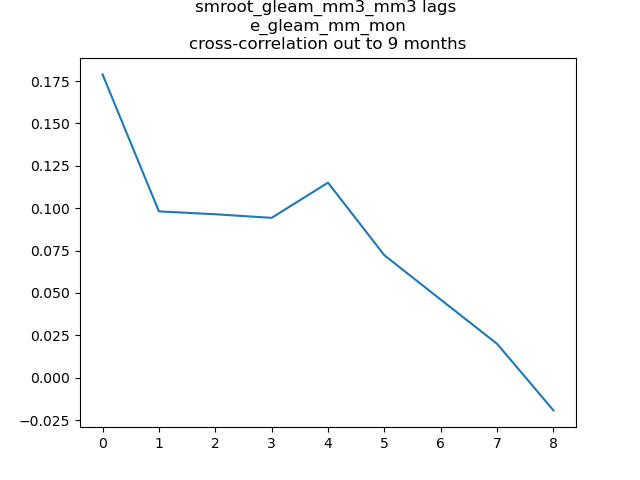 smroot_gleam_mm3_mm3 lags
e_gleam_mm_mon
cross-correlation out to 9 months
0.175
0.150
0.125
0.100
0.075
0.050
0.025
0.000
−0.025
0 1 2 3 4 5 6 7 8